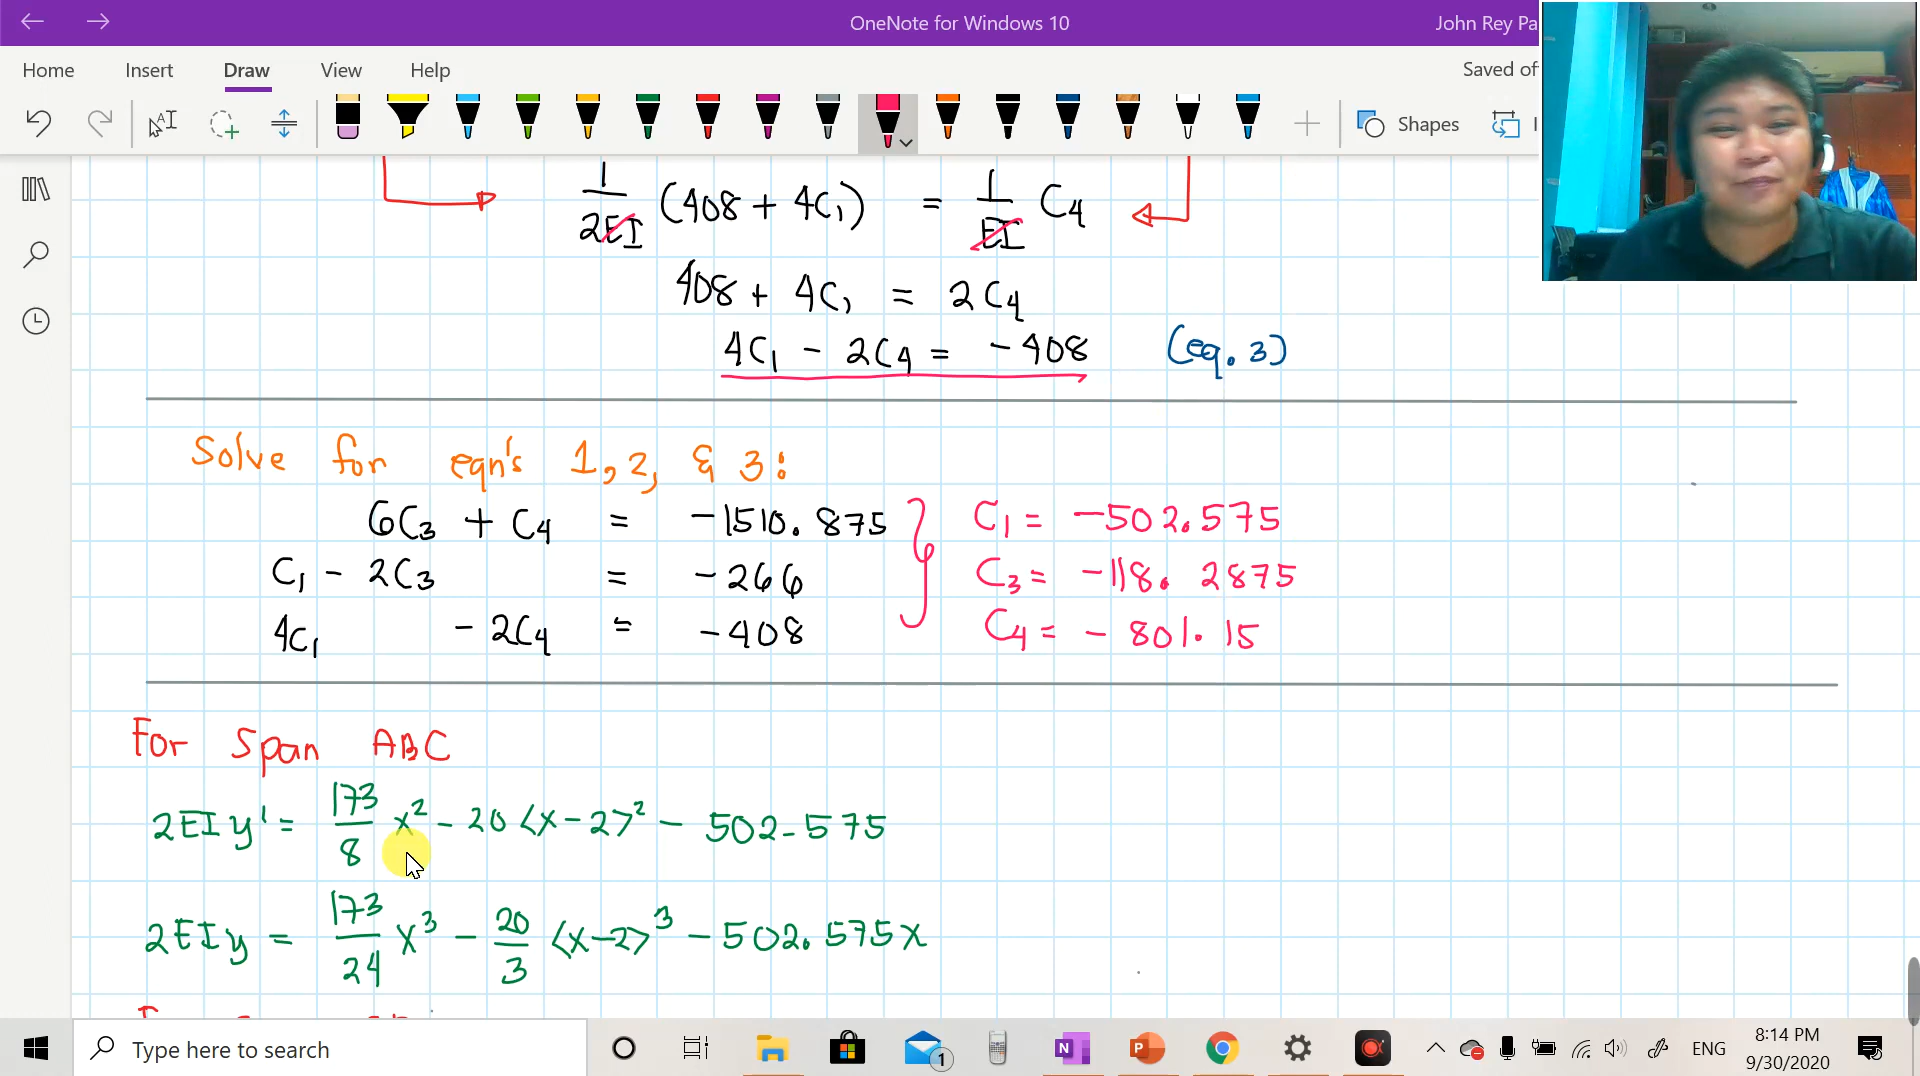 OneNote for Windows 10
John Rey Pa
Home Insert Draw View Help
Saved of
Shapes
1/2EI (408 + 4C₁) = 1/EI C₄
408 + 4C₁ = 2C₄
4C₁ - 2C₄ = -408 (eq. 3)
Solve for eqn's 1, 2, & 3:
6C₃ + C₄ = -1510.875
C₁ - 2C₃ = -266
4C₁ - 2C₄ = -408
C₁ = -502.575
C₃ = -118.2875
C₄ = -801.15
For Span ABC
2EIy' = 173/8 x² - 20<x-2>² - 502.575
2EIy = 173/24 x³ - 20/3 <x-2>³ - 502.575x
Type here to search
1
ENG
8:14 PM
9/30/2020